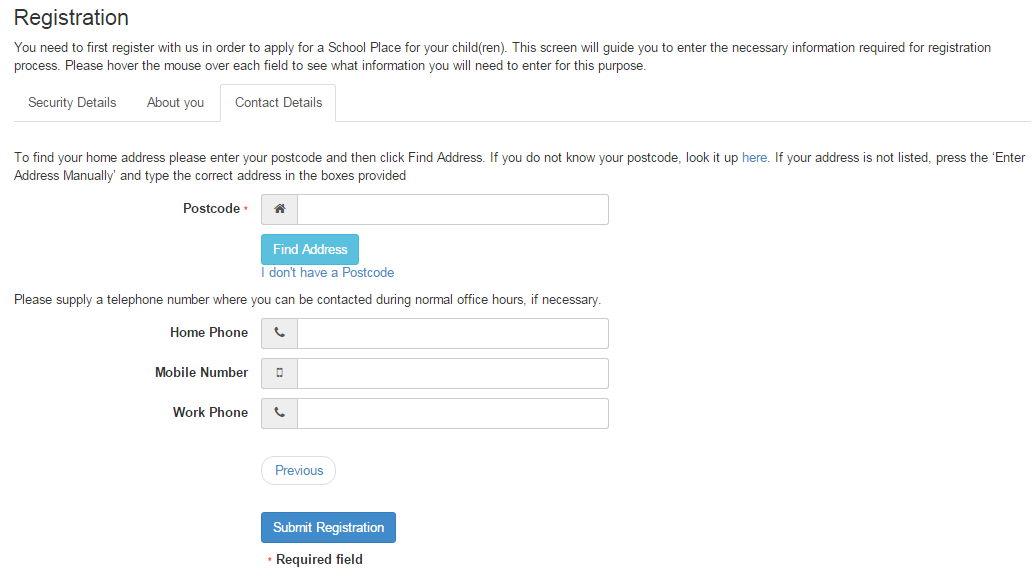 Registration
You need to first register with us in order to apply for a School Place for your child(ren). This screen will guide you to enter the necessary information required for registration
process. Please hover the mouse over each field to see what information you will need to enter for this purpose.
Security Details About you Contact Details
To find your home address please enter your postcode and then click Find Address. If you do not know your postcode, look it up here. If your address is not listed, press the ‘Enter
Address Manually’ and type the correct address in the boxes provided
Postcode *
Find Address
I don't have a Postcode
Please supply a telephone number where you can be contacted during normal office hours, if necessary.
Home Phone
Mobile Number
Work Phone
Previous
Submit Registration
* Required field